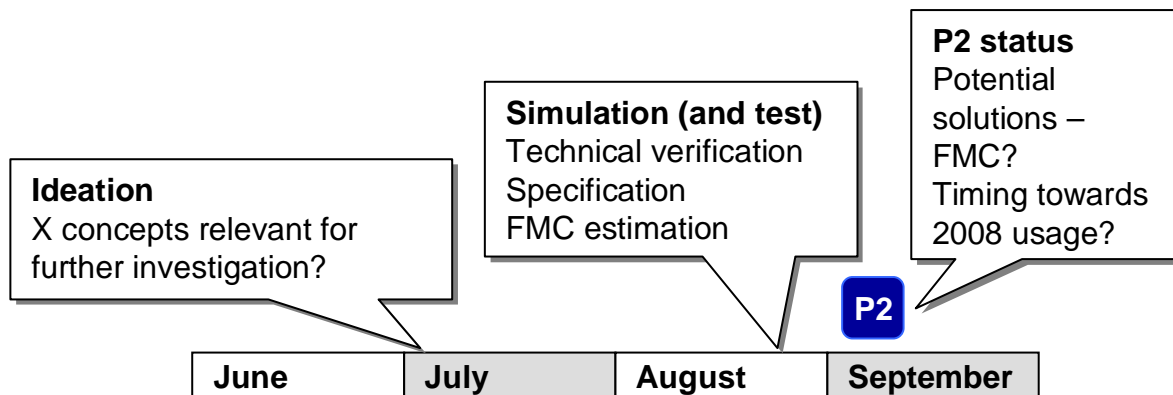 Ideation
X concepts relevant for
further investigation?
Simulation (and test)
Technical verification
Specification
FMC estimation
P2 status
Potential
solutions –
FMC?
Timing towards
2008 usage?
P2
June
July
August
September